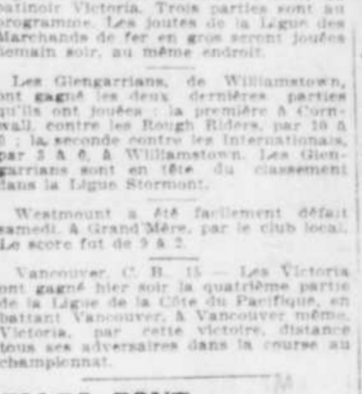 patinoir Victoria. Trois parties sont au
programme. Les joutes de la Ligue des
Marchands de fer en gros seront jouées
demain soir, au même endroit.
Les Glengarrians, de Williamstown,
ont gagné les deux dernières parties
qu'ils ont jouées : la première à Corn-
wall, contre les Rough Riders, par 10 à
; la seconde contre les Internationals,
par à à Williamstown. Les Glen-
garrians sont en tête du classement
dans la Ligue Stormont.
Westmount a été facilement défait
samedi, à Grand'Mère, par le club local.
Le score fut de 9 à 2.
Vancouver, C. B., 15 — Les Victoria
ont gagné hier soir la quatrième partie
de la Ligue de la Côte du Pacifique, en
battant Vancouver, à Vancouver même.
Victoria, par cette victoire, distance
tous ses adversaires dans la course au
championnat.